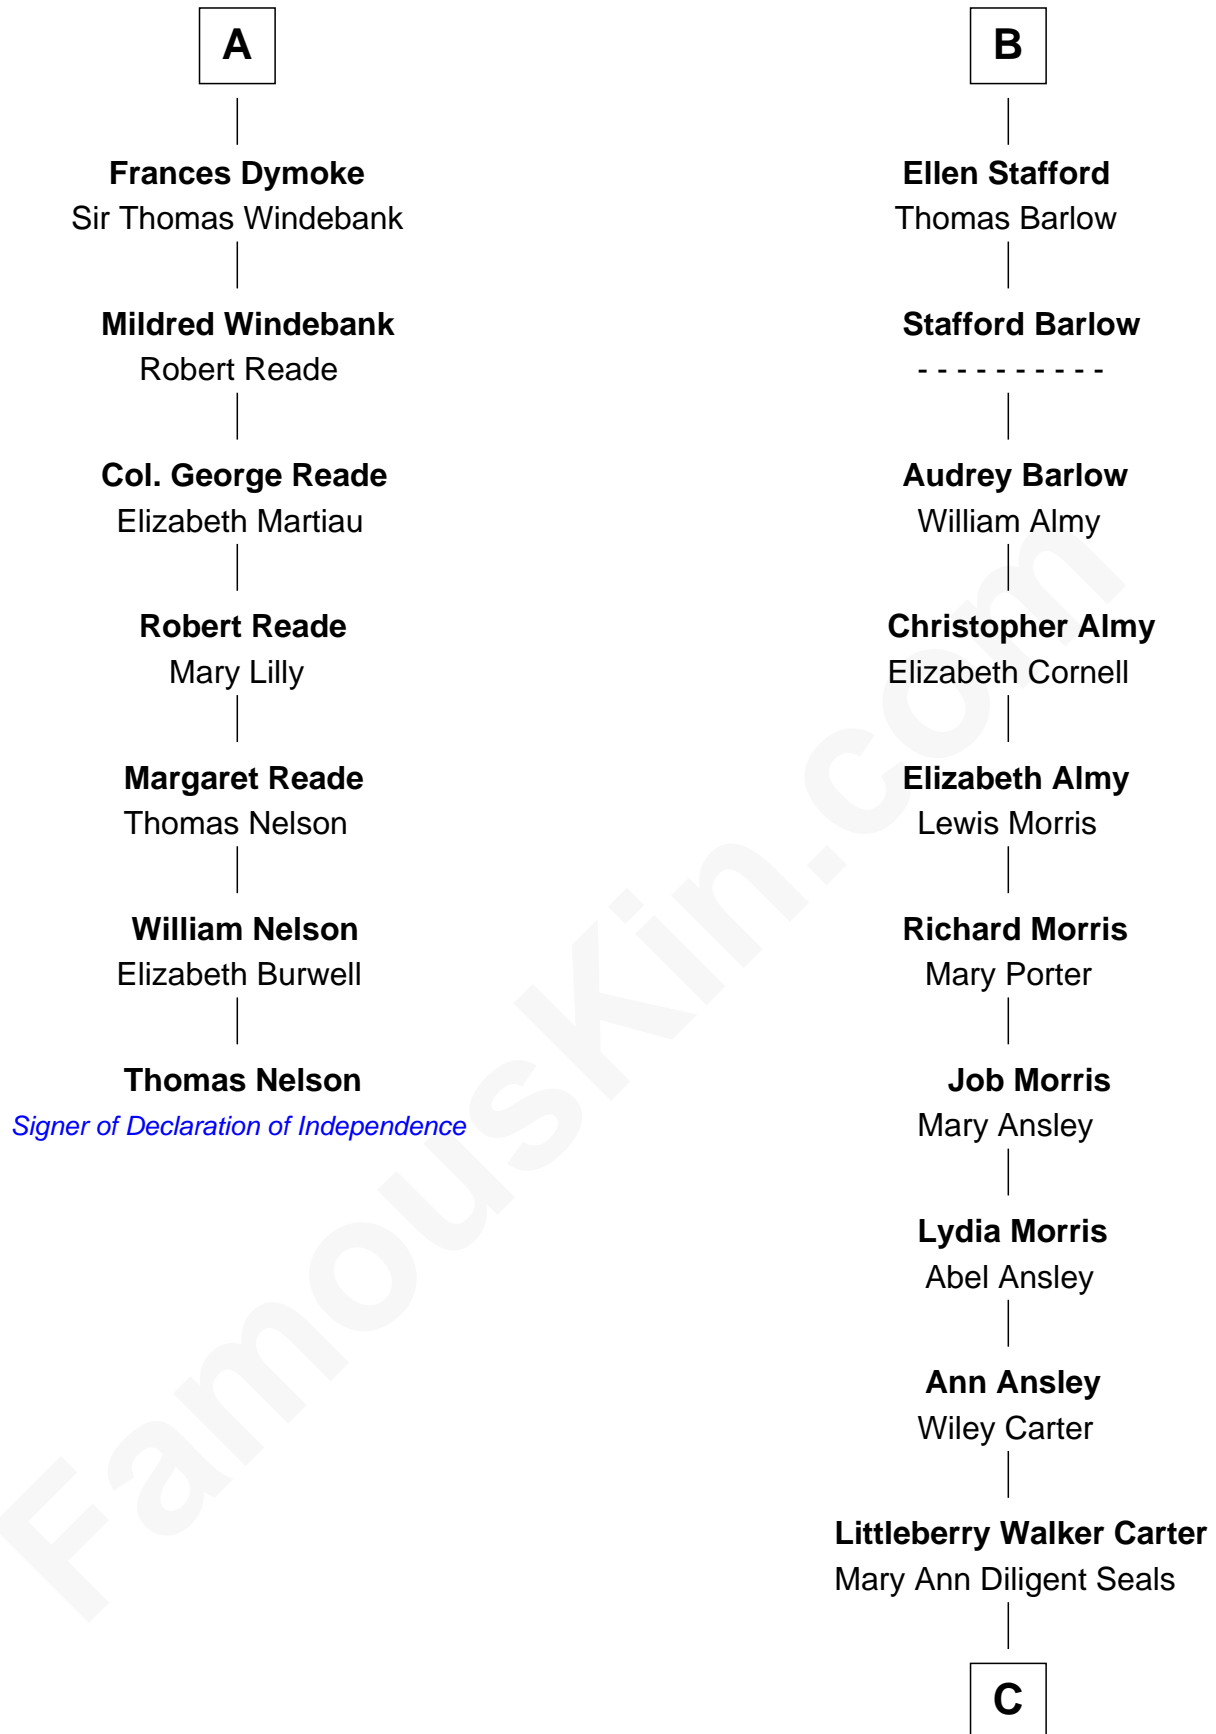 A
Frances Dymoke
Sir Thomas Windebank
Mildred Windebank
Robert Reade
Col. George Reade
Elizabeth Martiau
Robert Reade
Mary Lilly
Margaret Reade
Thomas Nelson
William Nelson
Elizabeth Burwell
Thomas Nelson
Signer of Declaration of Independence
B
Ellen Stafford
Thomas Barlow
Stafford Barlow
- - - - - - - - - -
Audrey Barlow
William Almy
Christopher Almy
Elizabeth Cornell
Elizabeth Almy
Lewis Morris
Richard Morris
Mary Porter
Job Morris
Mary Ansley
Lydia Morris
Abel Ansley
Ann Ansley
Wiley Carter
Littleberry Walker Carter
Mary Ann Diligent Seals
C
FamousKin.com